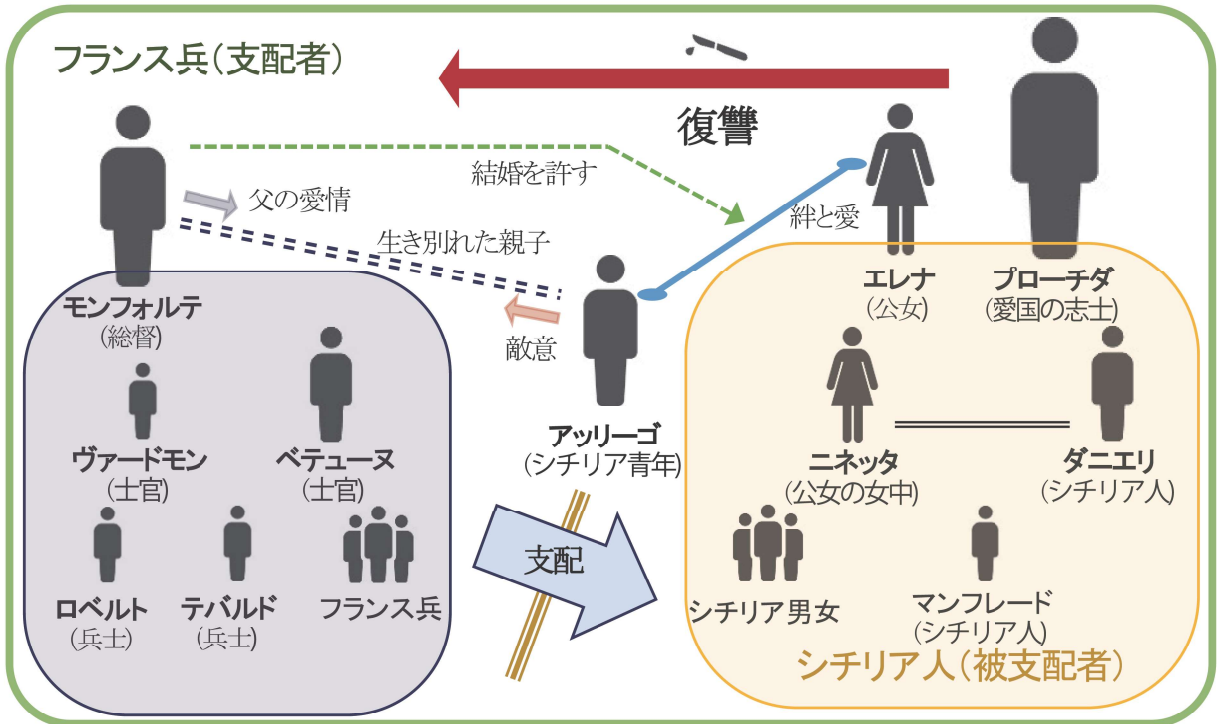 フランス兵(支配者)
復讐
結婚を許す
父の愛情
絆と愛
生き別れた親子
敵意
モンフォルテ
(総督)
エレナ
(公女)
プローチダ
(愛国の志士)
ヴァードモン
(士官)
ベテューヌ
(士官)
アッリーゴ
(シチリア青年)
ニネッタ
(公女の女中)
ダニエリ
(シチリア人)
支配
ロベルト
(兵士)
テバルド
(兵士)
フランス兵
シチリア男女
マンフレード
(シチリア人)
シチリア人(被支配者)